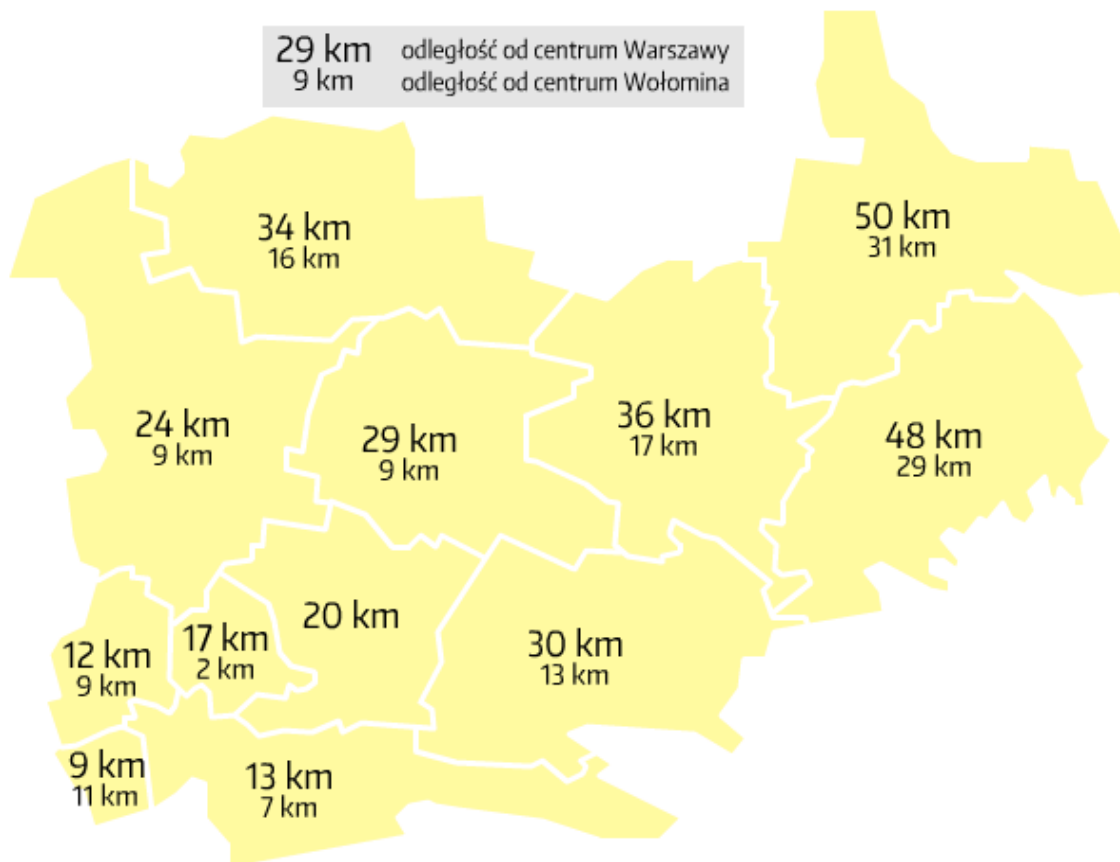 29 km odległość od centrum Warszawy
9 km odległość od centrum Wołomina
34 km
16 km
50 km
31 km
24 km
9 km
29 km
9 km
36 km
17 km
48 km
29 km
12 km
9 km
17 km
2 km
20 km
30 km
13 km
9 km
11 km
13 km
7 km